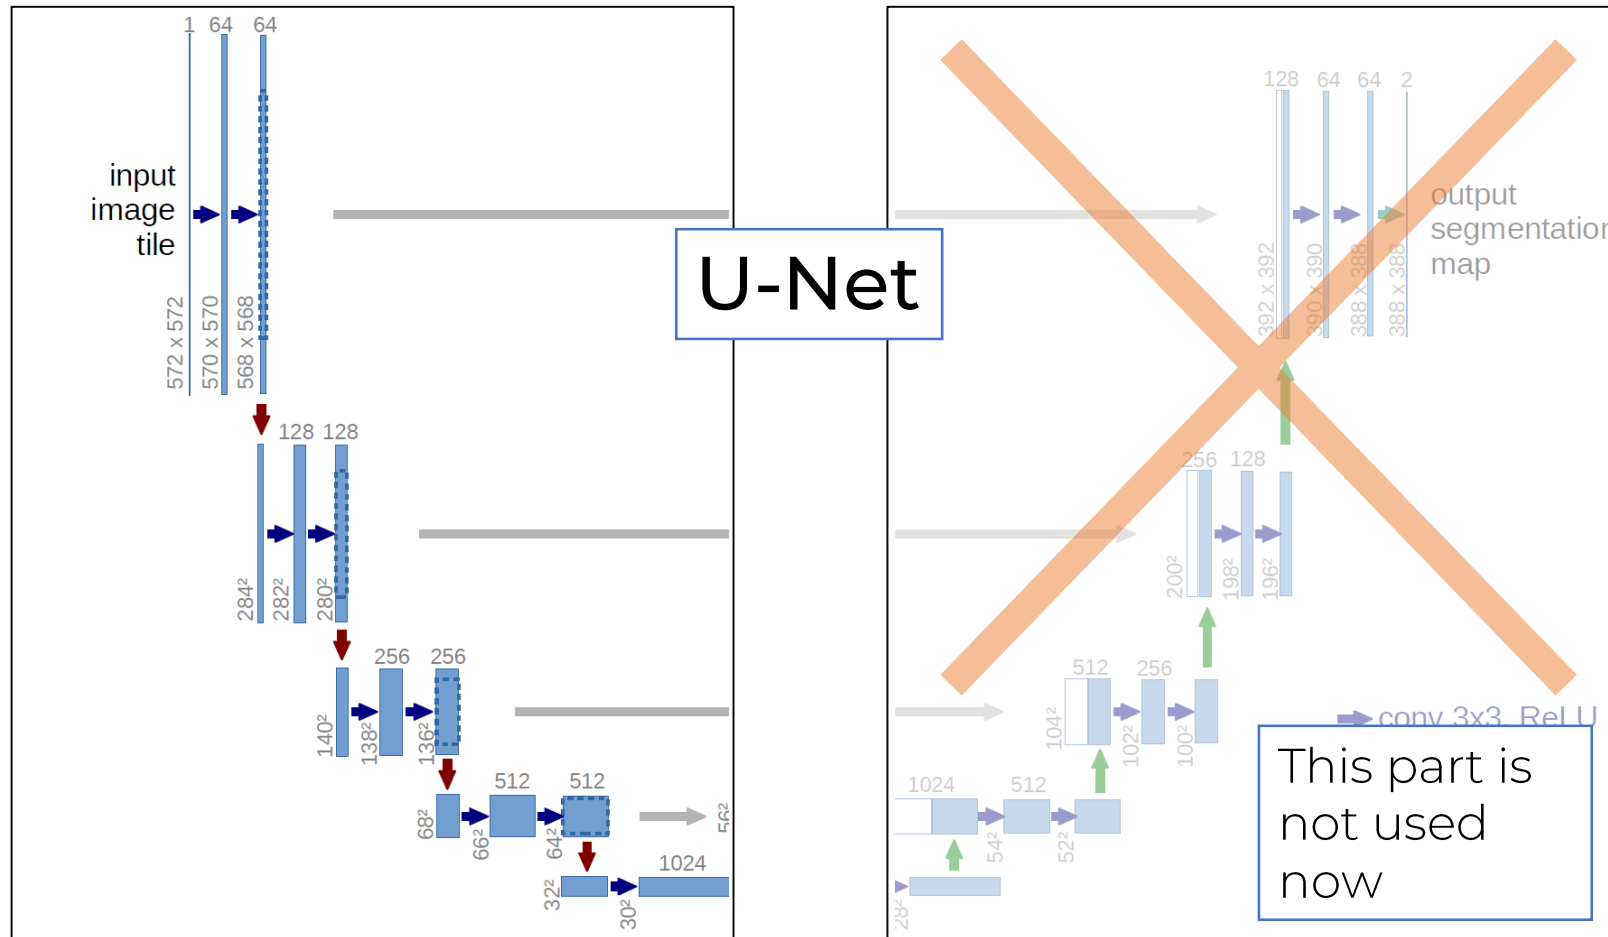 1 64 64
input
image
tile
572 x 572
570 x 570
568 x 568
128 128
284²
282²
280²
256 256
140²
138²
136²
512 512
68²
66²
64²
1024
32²
30²
56²
U-Net
128 64 64 2
output
segmentation
map
392 x 392
390 x 390
388 x 388
388 x 388
256 128
200²
198²
196²
512 256
104²
102²
100²
1024 512
54²
52²
28²
conv 3x3, ReLU
This part is
not used
now